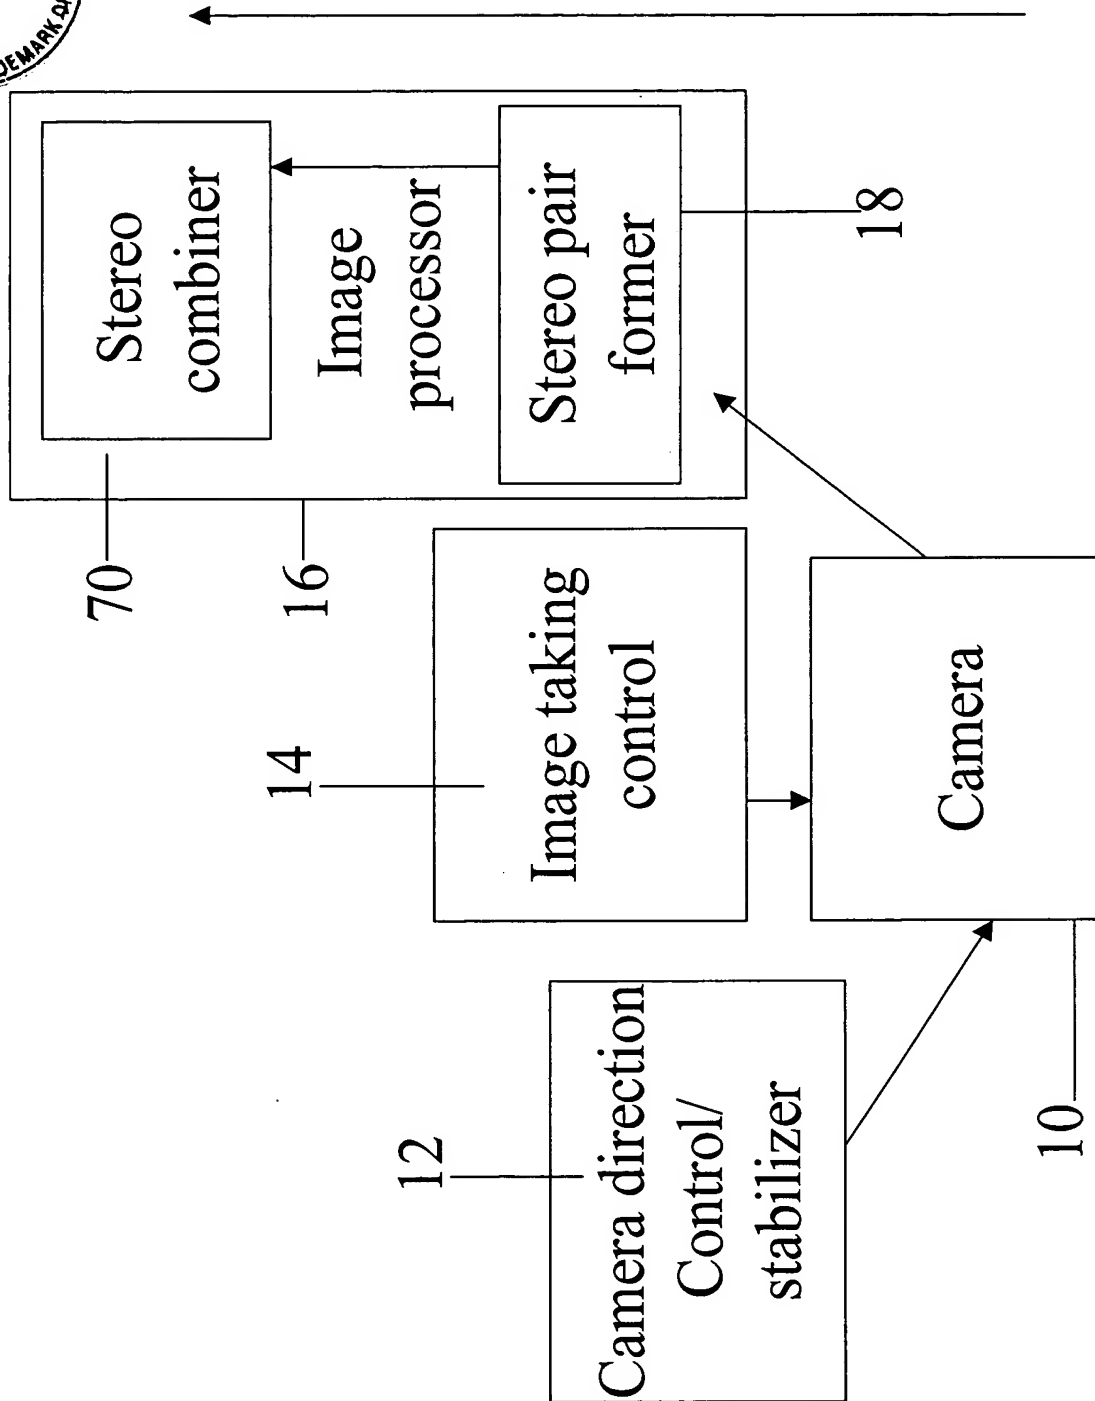 70
Stereo
combiner
16
Image
processor
Stereo pair
former
18
14
Image taking
control
12
Camera direction
Control/
stabilizer
Camera
10